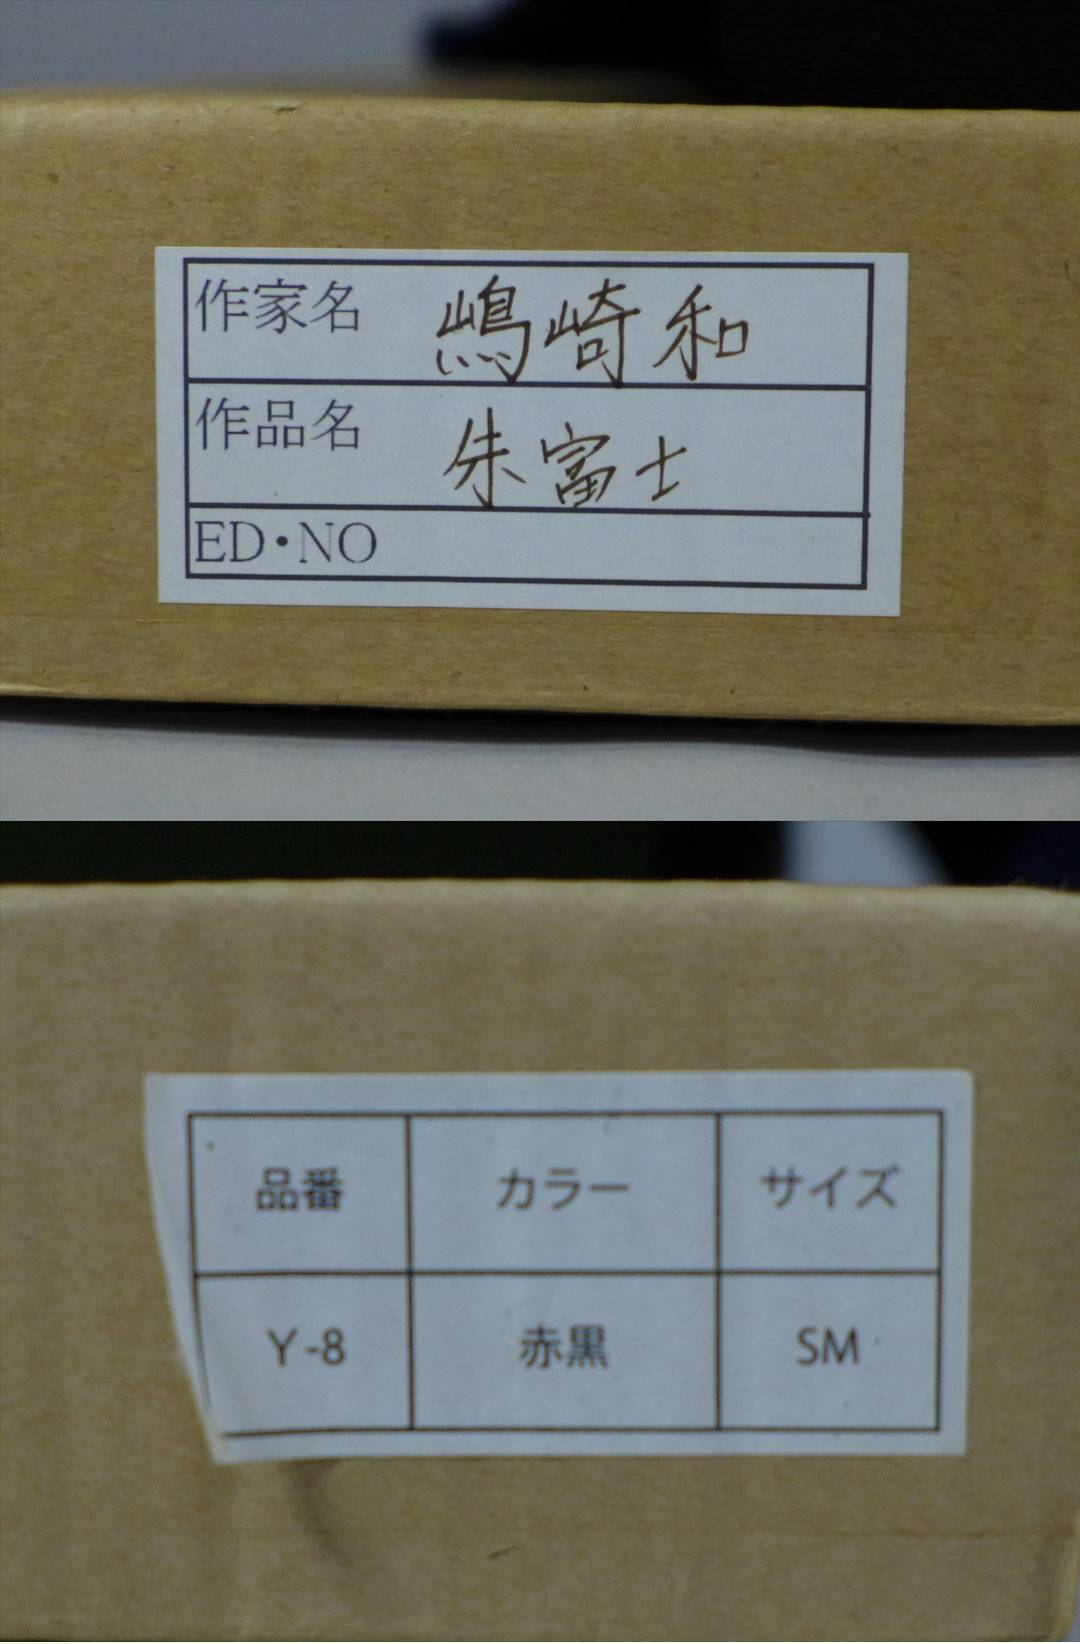 作家名 嶋崎和
作品名 朱富士
ED・NO
品番 カラー サイズ
Y-8 赤黒 SM